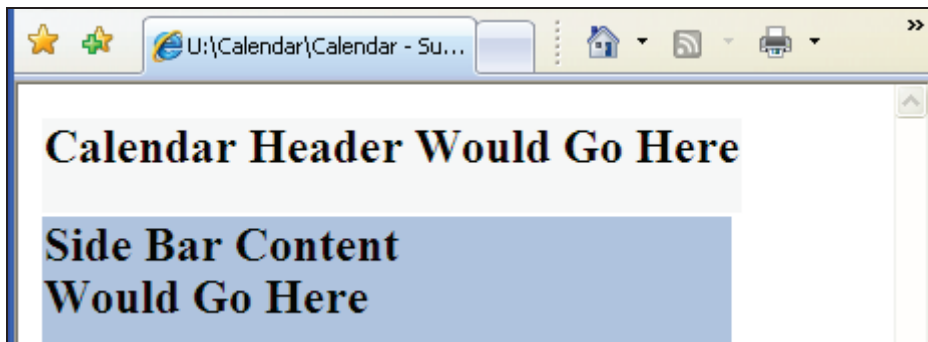 »
U:\Calendar\Calendar - Su...
Calendar Header Would Go Here
Side Bar Content
Would Go Here